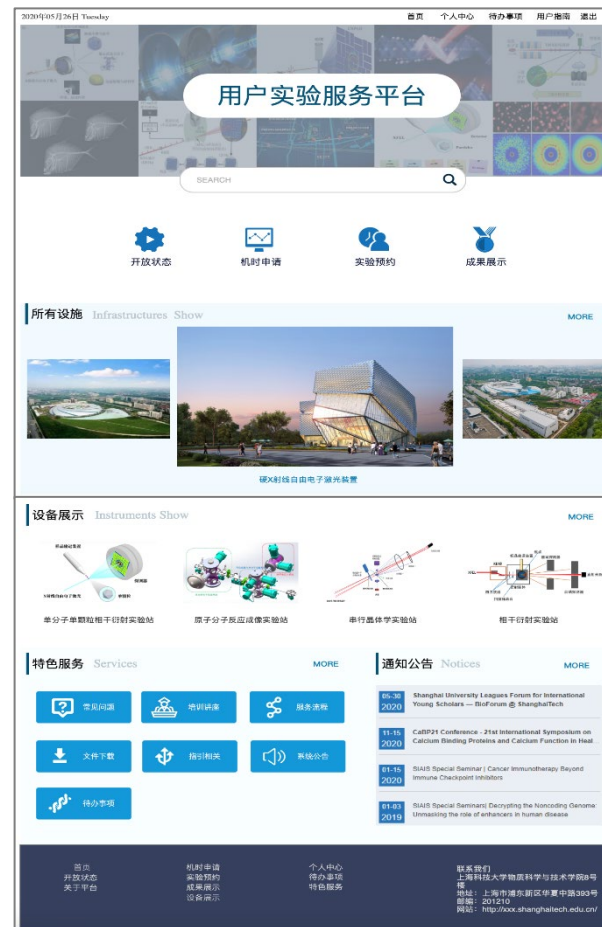 2020年05月26日 Tuesday
首页 个人中心 待办事项 用户指南 退出
用户实验服务平台
SEARCH
开放状态 机时申请 实验预约 成果展示
所有设施 Infrastructures Show MORE
硬X射线自由电子激光装置
设备展示 Instruments Show MORE
单分子单颗粒相干衍射实验站 原子分子反应成像实验站 串行晶体学实验站 相干衍射实验站
特色服务 Services MORE
常见问题 培训讲座 服务流程
文件下载 指引相关 系统公告
待办事项
通知公告 Notices MORE
05-30 2020 Shanghai University Leagues Forum for International
Young Scholars — BioForum @ ShanghaiTech
11-15 2020 CaBP21 Conference - 21st International Symposium on
Calcium Binding Proteins and Calcium Function in Heal...
01-15 2020 SIAIS Special Seminar | Cancer Immunotherapy Beyond
Immune Checkpoint Inhibitors
01-03 2019 SIAIS Special Seminars| Decrypting the Noncoding Genome:
Unmasking the role of enhancers in human disease
首页
开放状态
关于平台
机时申请
实验预约
成果展示
设备展示
个人中心
待办事项
特色服务
联系我们
上海科技大学物质科学与技术学院8号
楼
地址：上海市浦东新区华夏中路393号
邮编：201210
网站：http://xxx.shanghaitech.edu.cn/